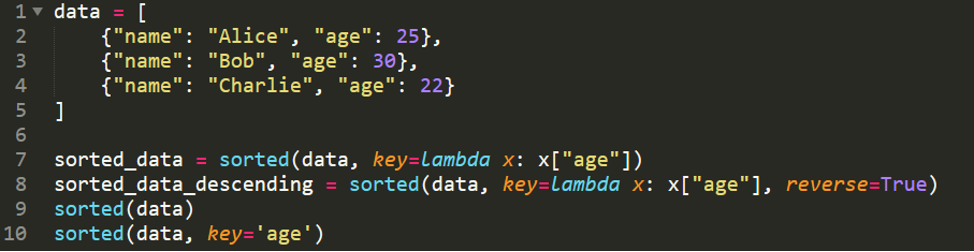 1 data = [
2     {"name": "Alice", "age": 25},
3     {"name": "Bob", "age": 30},
4     {"name": "Charlie", "age": 22}
5 ]
6
7 sorted_data = sorted(data, key=lambda x: x["age"])
8 sorted_data_descending = sorted(data, key=lambda x: x["age"], reverse=True)
9 sorted(data)
10 sorted(data, key='age')